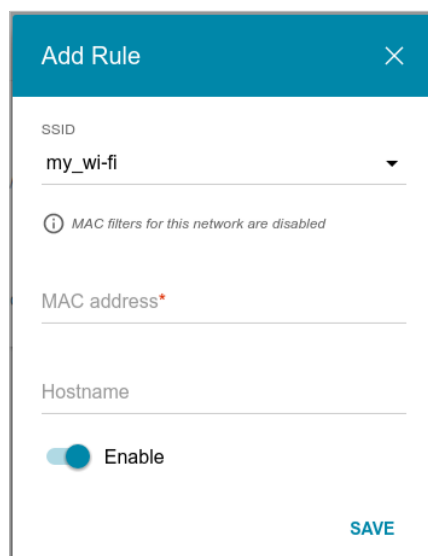 Add Rule
SSID
my_wi-fi
MAC filters for this network are disabled
MAC address*
Hostname
Enable
SAVE